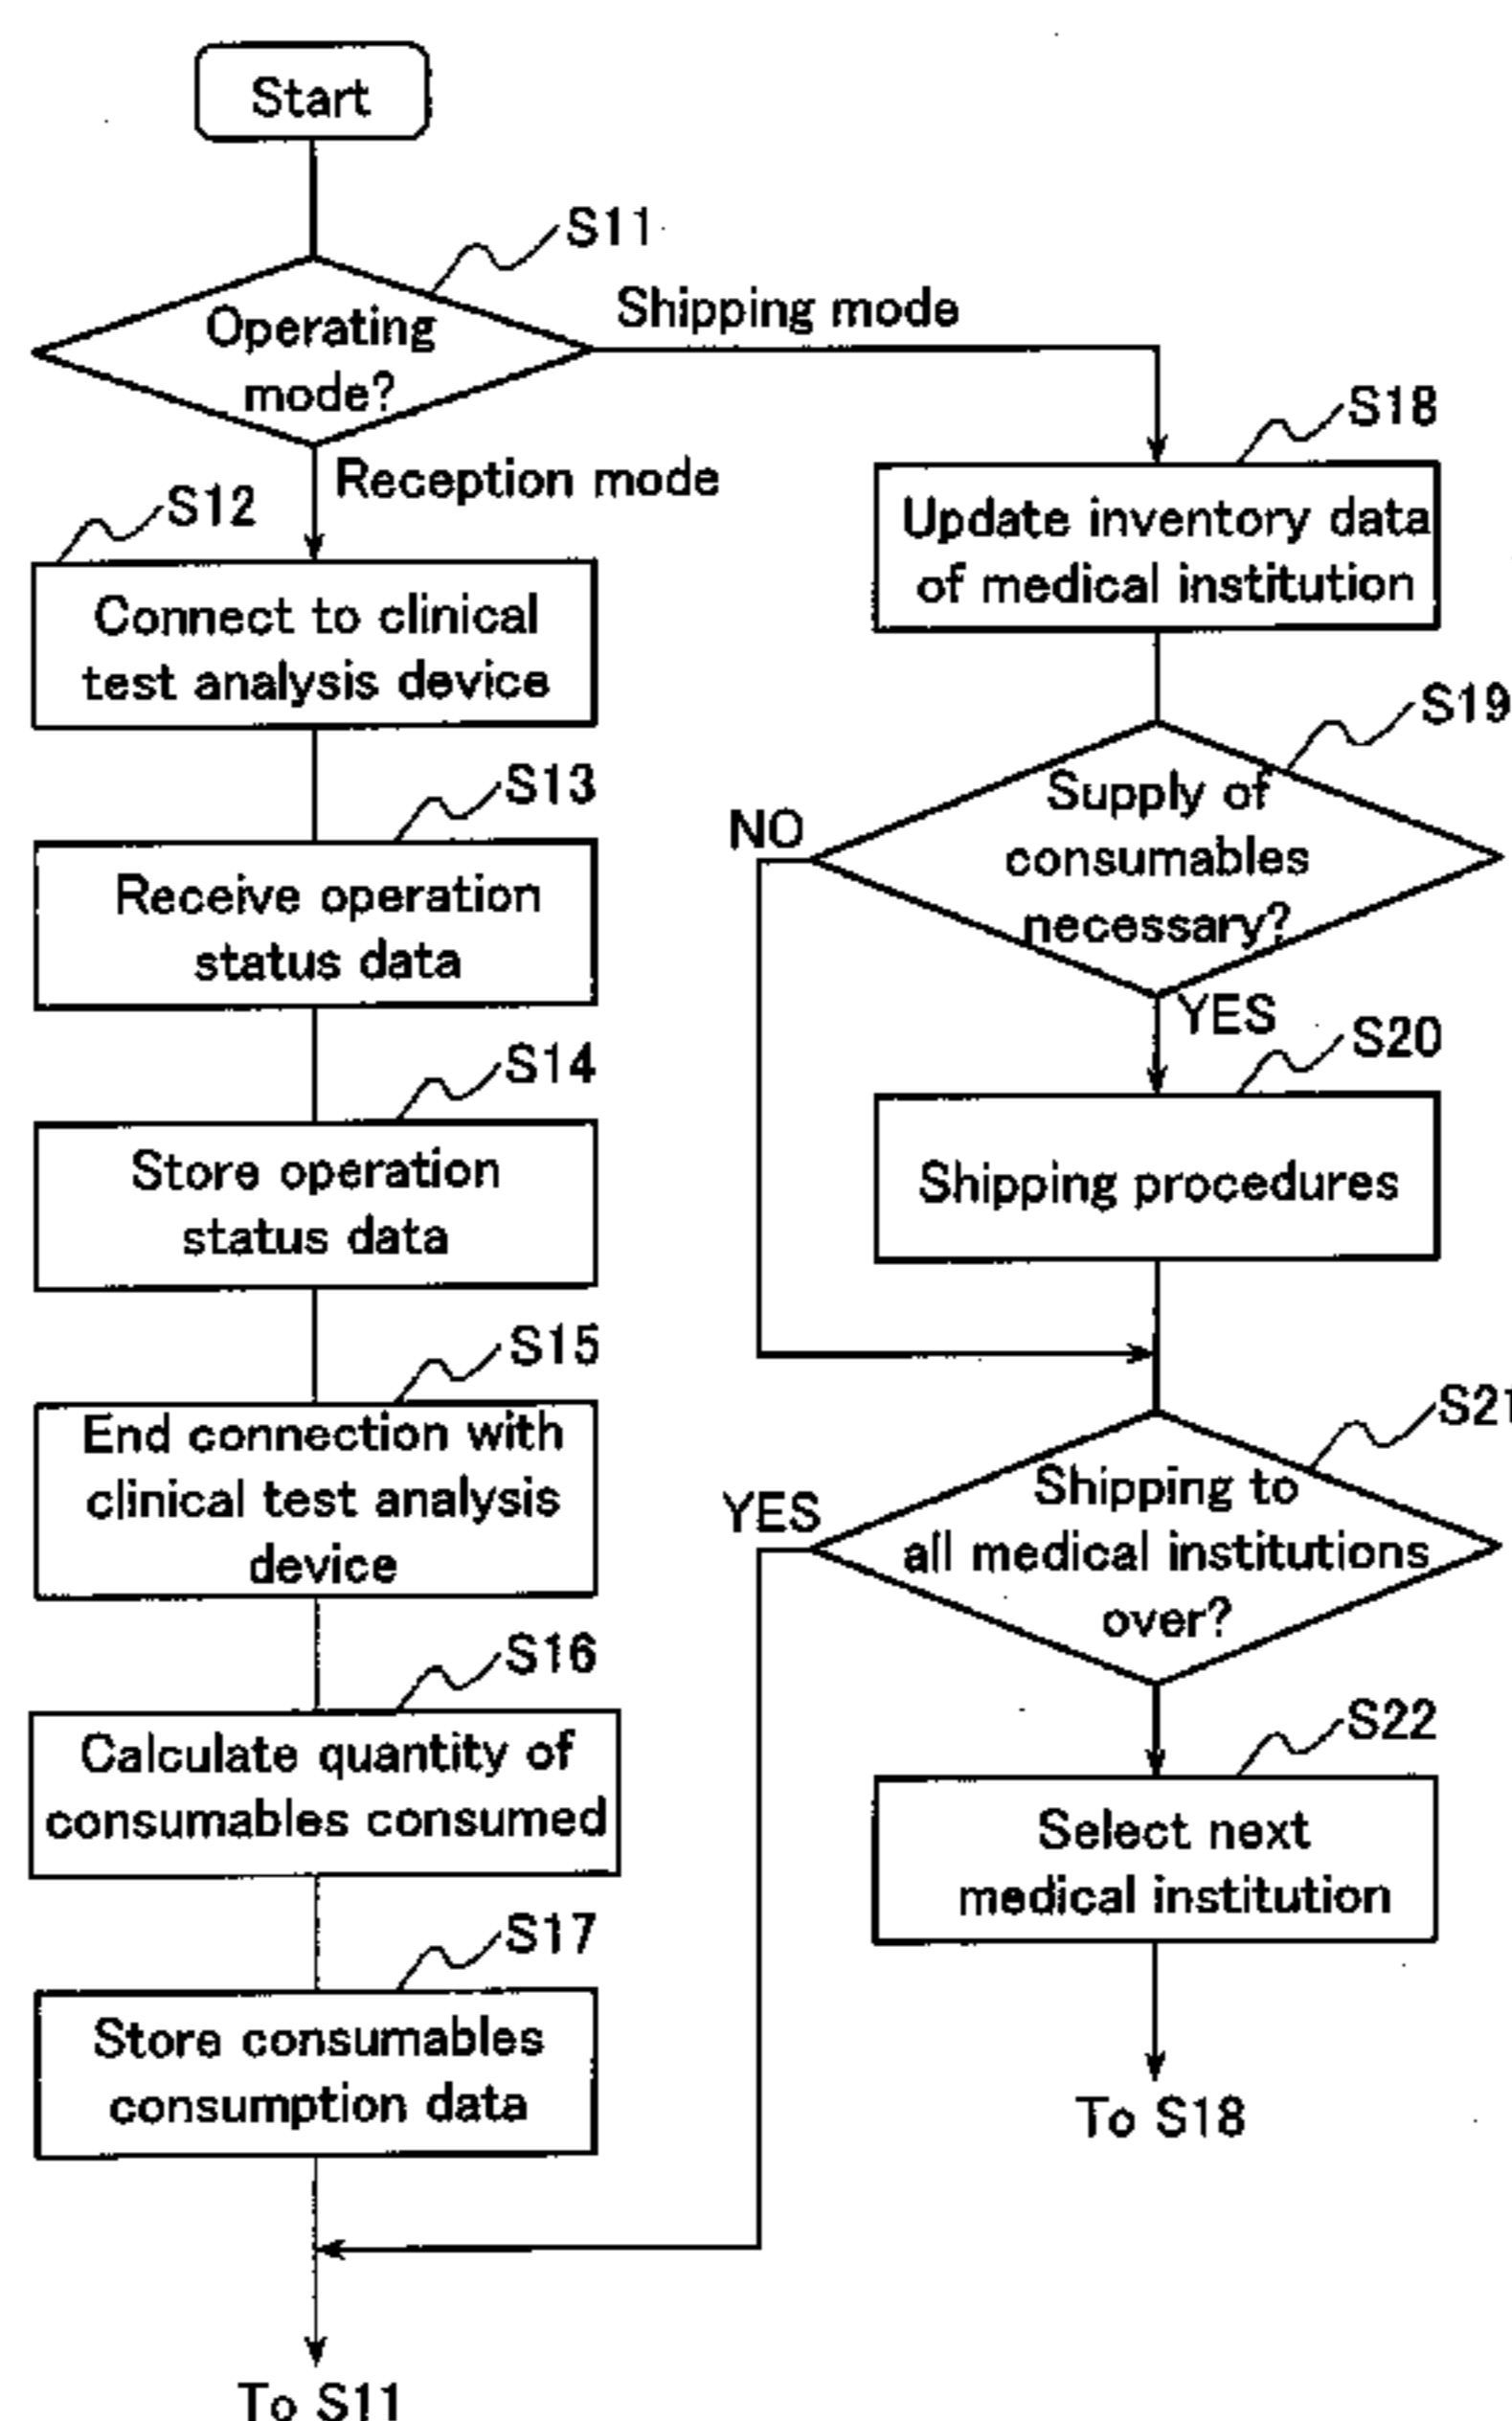 Start
S11
Operating
mode?
Shipping mode
Reception mode
S12
Connect to clinical
test analysis device
S13
Receive operation
status data
S14
Store operation
status data
S15
End connection with
clinical test analysis
device
S16
Calculate quantity of
consumables consumed
S17
Store consumables
consumption data
To S11
S18
Update inventory data
of medical institution
S19
Supply of
consumables
necessary?
NO
YES
S20
Shipping procedures
S21
Shipping to
all medical institutions
over?
YES
S22
Select next
medical institution
To S18